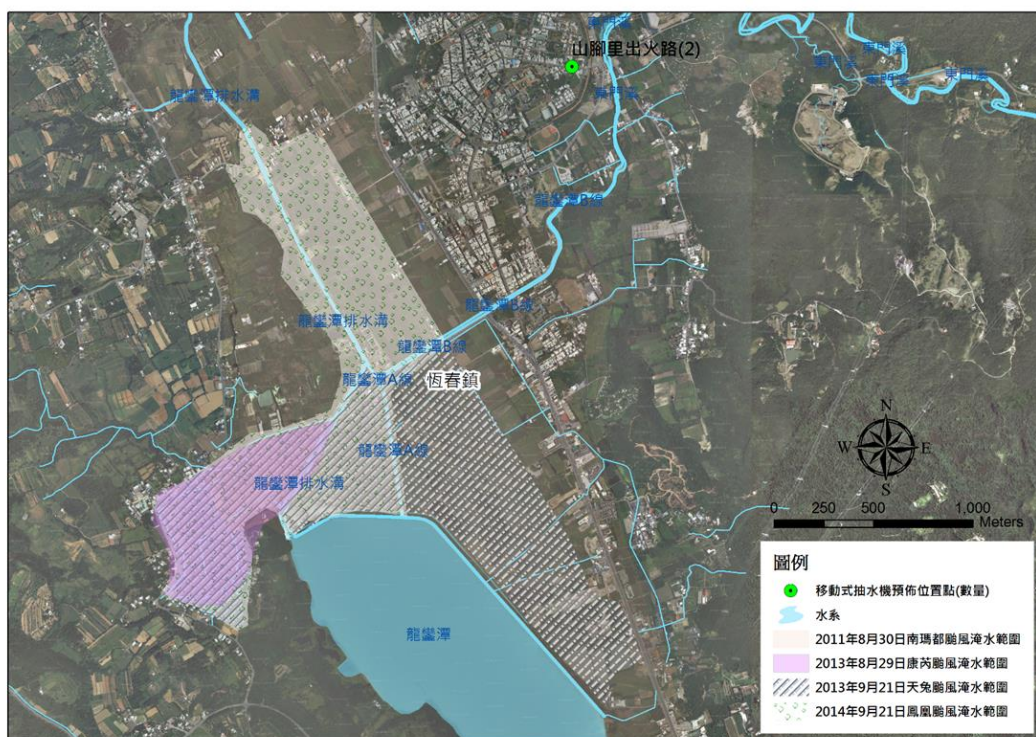 東門溪
山腳里出火路(2)
東門溪
東門溪
東門溪
東門溪
東門溪
龍鑾潭排水溝
龍鑾潭B線
龍鑾潭B線
龍鑾潭排水溝
龍鑾潭B線
龍鑾潭A線
恆春鎮
龍鑾潭A線
龍鑾潭排水溝
龍鑾潭
N
W
E
S
0 250 500 1,000
Meters
圖例
移動式抽水機預佈位置點(數量)
水系
2011年8月30日南瑪都颱風淹水範圍
2013年8月29日康芮颱風淹水範圍
2013年9月21日天兔颱風淹水範圍
2014年9月21日鳳凰颱風淹水範圍